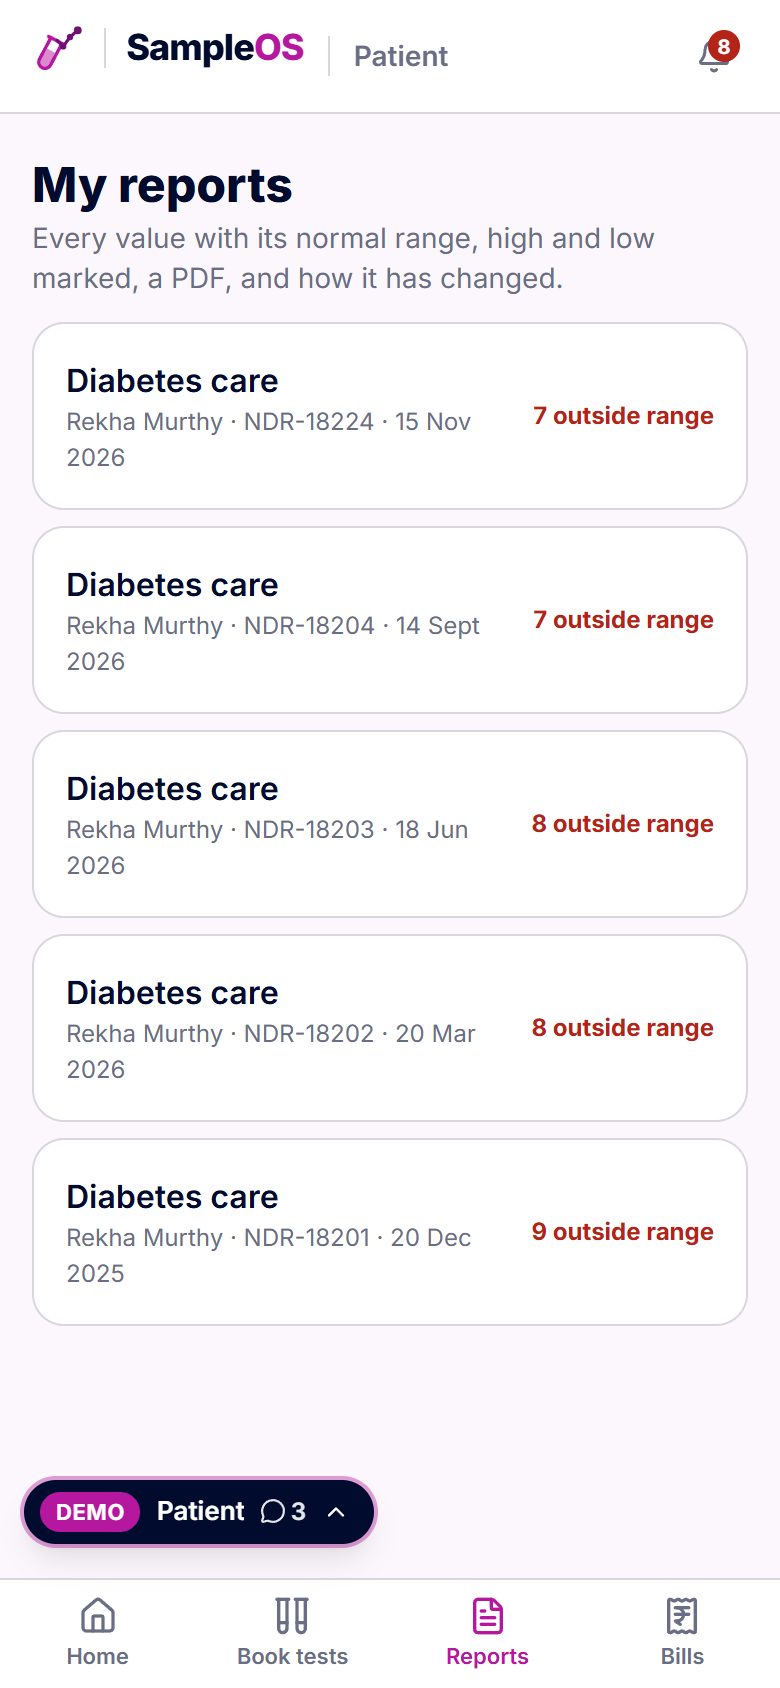 SampleOS
Patient
8
My reports
Every value with its normal range, high and low
marked, a PDF, and how it has changed.
Diabetes care
Rekha Murthy · NDR-18224 · 15 Nov
2026
7 outside range
Diabetes care
Rekha Murthy · NDR-18204 · 14 Sept
2026
7 outside range
Diabetes care
Rekha Murthy · NDR-18203 · 18 Jun
2026
8 outside range
Diabetes care
Rekha Murthy · NDR-18202 · 20 Mar
2026
8 outside range
Diabetes care
Rekha Murthy · NDR-18201 · 20 Dec
2025
9 outside range
DEMO Patient 3
Home
Book tests
Reports
Bills